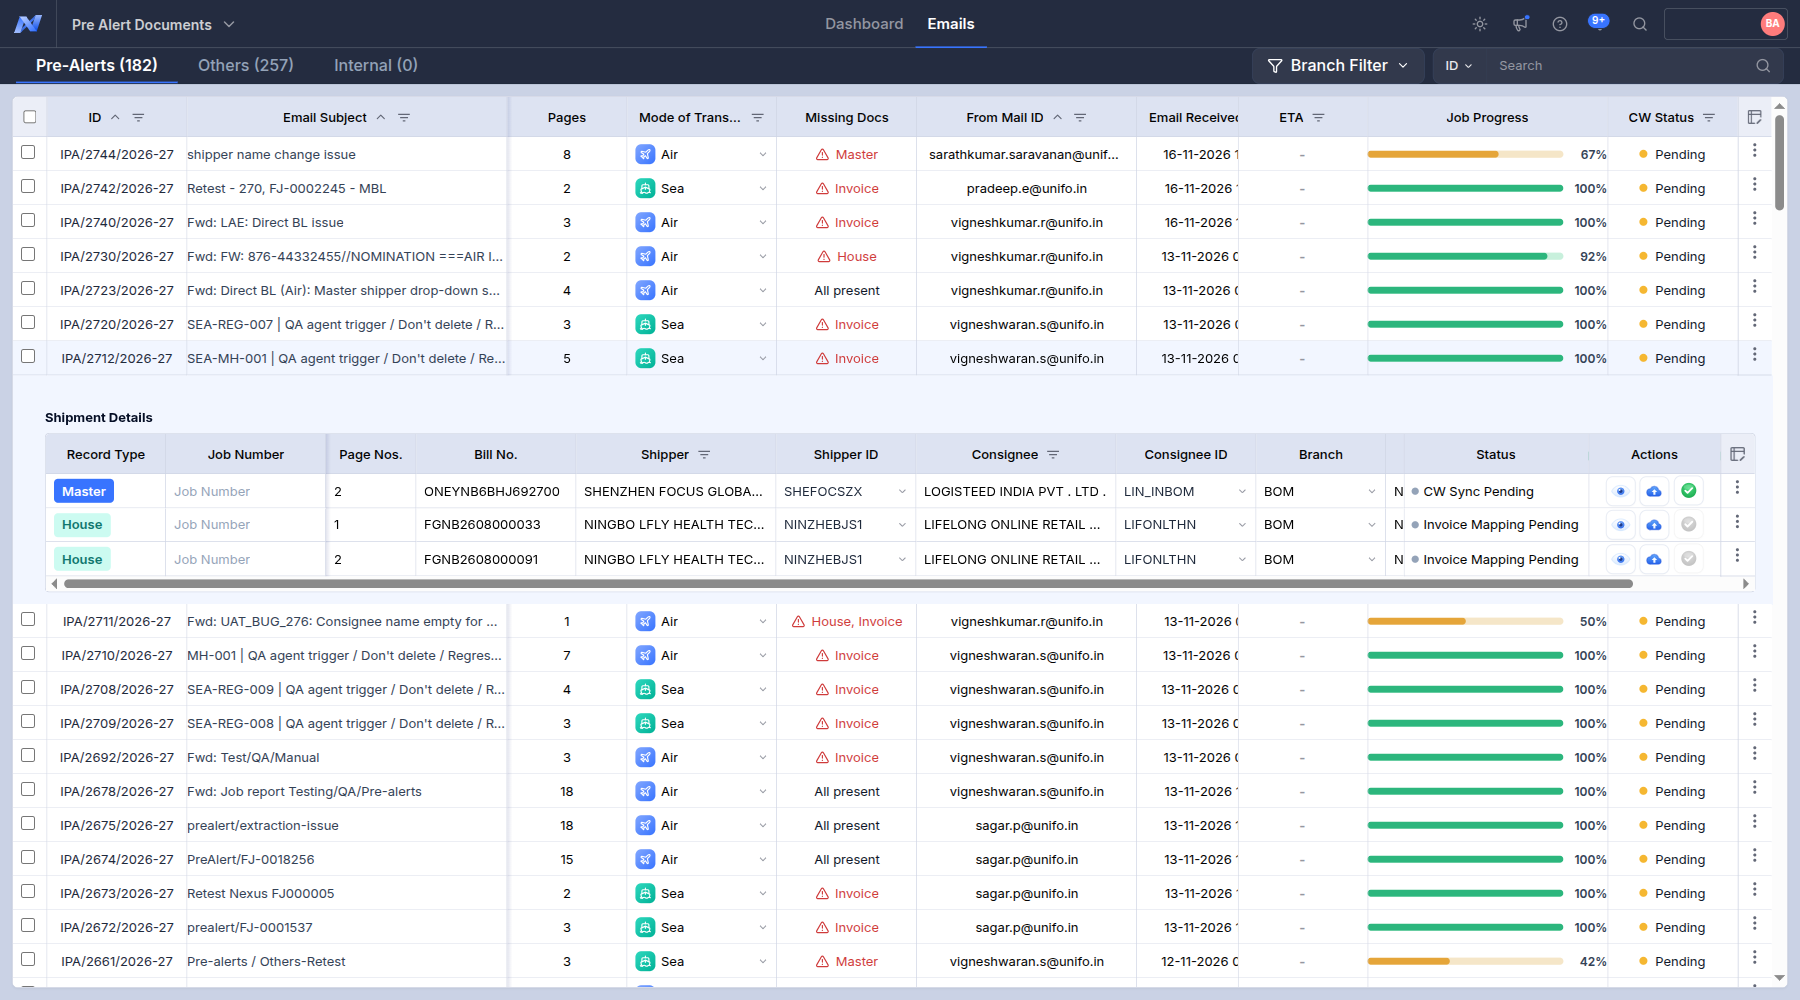 Pre Alert Documents Dashboard Emails 9+ BA
Pre-Alerts (182) Others (257) Internal (0) Branch Filter ID Search
ID Email Subject Pages Mode of Trans... Missing Docs From Mail ID Email Received ETA Job Progress CW Status
IPA/2744/2026-27 shipper name change issue 8 Air Master sarathkumar.saravanan@unif... 16-11-2026 1 - 67% Pending
IPA/2742/2026-27 Retest - 270, FJ-0002245 - MBL 2 Sea Invoice pradeep.e@unifo.in 16-11-2026 - 100% Pending
IPA/2740/2026-27 Fwd: LAE: Direct BL issue 3 Air Invoice vigneshkumar.r@unifo.in 16-11-2026 - 100% Pending
IPA/2730/2026-27 Fwd: FW: 876-44332455//NOMINATION ===AIR I... 2 Air House vigneshkumar.r@unifo.in 13-11-2026 0 - 92% Pending
IPA/2723/2026-27 Fwd: Direct BL (Air): Master shipper drop-down s... 4 Air All present vigneshkumar.r@unifo.in 13-11-2026 0 - 100% Pending
IPA/2720/2026-27 SEA-REG-007 | QA agent trigger / Don't delete / R... 3 Sea Invoice vigneshwaran.s@unifo.in 13-11-2026 0 - 100% Pending
IPA/2712/2026-27 SEA-MH-001 | QA agent trigger / Don't delete / Re... 5 Sea Invoice vigneshwaran.s@unifo.in 13-11-2026 0 - 100% Pending
Shipment Details
Record Type Job Number Page Nos. Bill No. Shipper Shipper ID Consignee Consignee ID Branch Status Actions
Master Job Number 2 ONEYNB6BHJ692700 SHENZHEN FOCUS GLOBA... SHEFOCSZX LOGISTEED INDIA PVT . LTD . LIN_INBOM BOM N CW Sync Pending
House Job Number 1 FGNB2608000033 NINGBO LFLY HEALTH TEC... NINZHEBJS1 LIFELONG ONLINE RETAIL ... LIFONLTHN BOM N Invoice Mapping Pending
House Job Number 2 FGNB2608000091 NINGBO LFLY HEALTH TEC... NINZHEBJS1 LIFELONG ONLINE RETAIL ... LIFONLTHN BOM N Invoice Mapping Pending
IPA/2711/2026-27 Fwd: UAT_BUG_276: Consignee name empty for ... 1 Air House, Invoice vigneshkumar.r@unifo.in 13-11-2026 0 - 50% Pending
IPA/2710/2026-27 MH-001 | QA agent trigger / Don't delete / Regres... 7 Air Invoice vigneshwaran.s@unifo.in 13-11-2026 0 - 100% Pending
IPA/2708/2026-27 SEA-REG-009 | QA agent trigger / Don't delete / R... 4 Sea Invoice vigneshwaran.s@unifo.in 13-11-2026 0 - 100% Pending
IPA/2709/2026-27 SEA-REG-008 | QA agent trigger / Don't delete / R... 3 Sea Invoice vigneshwaran.s@unifo.in 13-11-2026 0 - 100% Pending
IPA/2692/2026-27 Fwd: Test/QA/Manual 3 Air Invoice vigneshwaran.s@unifo.in 13-11-2026 - 100% Pending
IPA/2678/2026-27 Fwd: Job report Testing/QA/Pre-alerts 18 Air All present vigneshwaran.s@unifo.in 13-11-2026 - 100% Pending
IPA/2675/2026-27 prealert/extraction-issue 18 Air All present sagar.p@unifo.in 13-11-2026 - 100% Pending
IPA/2674/2026-27 PreAlert/FJ-0018256 15 Air All present sagar.p@unifo.in 13-11-2026 - 100% Pending
IPA/2673/2026-27 Retest Nexus FJ000005 2 Sea Invoice sagar.p@unifo.in 13-11-2026 - 100% Pending
IPA/2672/2026-27 prealert/FJ-0001537 3 Sea Invoice sagar.p@unifo.in 13-11-2026 - 100% Pending
IPA/2661/2026-27 Pre-alerts / Others-Retest 3 Sea Master vigneshwaran.s@unifo.in 12-11-2026 0 - 42% Pending